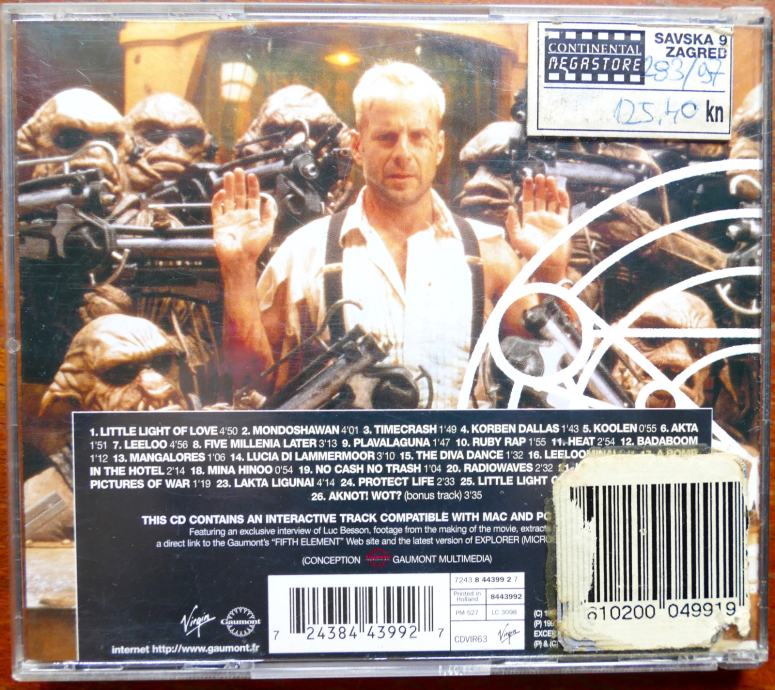 CONTINENTAL
MEGASTORE
SAVSKA 9
ZAGREB
283/97
125,40 kn
1. LITTLE LIGHT OF LOVE 4'50 2. MONDOSHAWAN 4'01 3. TIMECRASH 1'49 4. KORBEN DALLAS 1'43 5. KOOLEN 0'55 6. AKTA
1'51 7. LEELOO 4'56 8. FIVE MILLENIA LATER 3'13 9. PLAVALAGUNA 1'47 10. RUBY RAP 1'55 11. HEAT 2'54 12. BADABOOM
1'12 13. MANGALORES 1'06 14. LUCIA DI LAMMERMOOR 3'10 15. THE DIVA DANCE 1'32 16. LEELOOMINAI 17. A BOMB
IN THE HOTEL 2'14 18. MINA HINOO 0'54 19. NO CASH NO TRASH 1'04 20. RADIOWAVES 2'32
PICTURES OF WAR 1'19 23. LAKTA LIGUNAI 4'14 24. PROTECT LIFE 2'33 25. LITTLE LIGHT
26. AKNOT! WOT? (bonus track) 3'35
THIS CD CONTAINS AN INTERACTIVE TRACK COMPATIBLE WITH MAC AND
Featuring an exclusive interview of Luc Besson, footage from the making of the movie,
a direct link to the Gaumont's "FIFTH ELEMENT" Web site and the latest version of EXPLORER
(CONCEPTION GAUMONT MULTIMEDIA)
Virgin Gaumont
internet http://www.gaumont.fr
7 24384 43992 7
7243 8 44399 2 7
Printed in Holland 8443992
PM 527 LC 3098
CDVIR63 Virgin
610200 049919